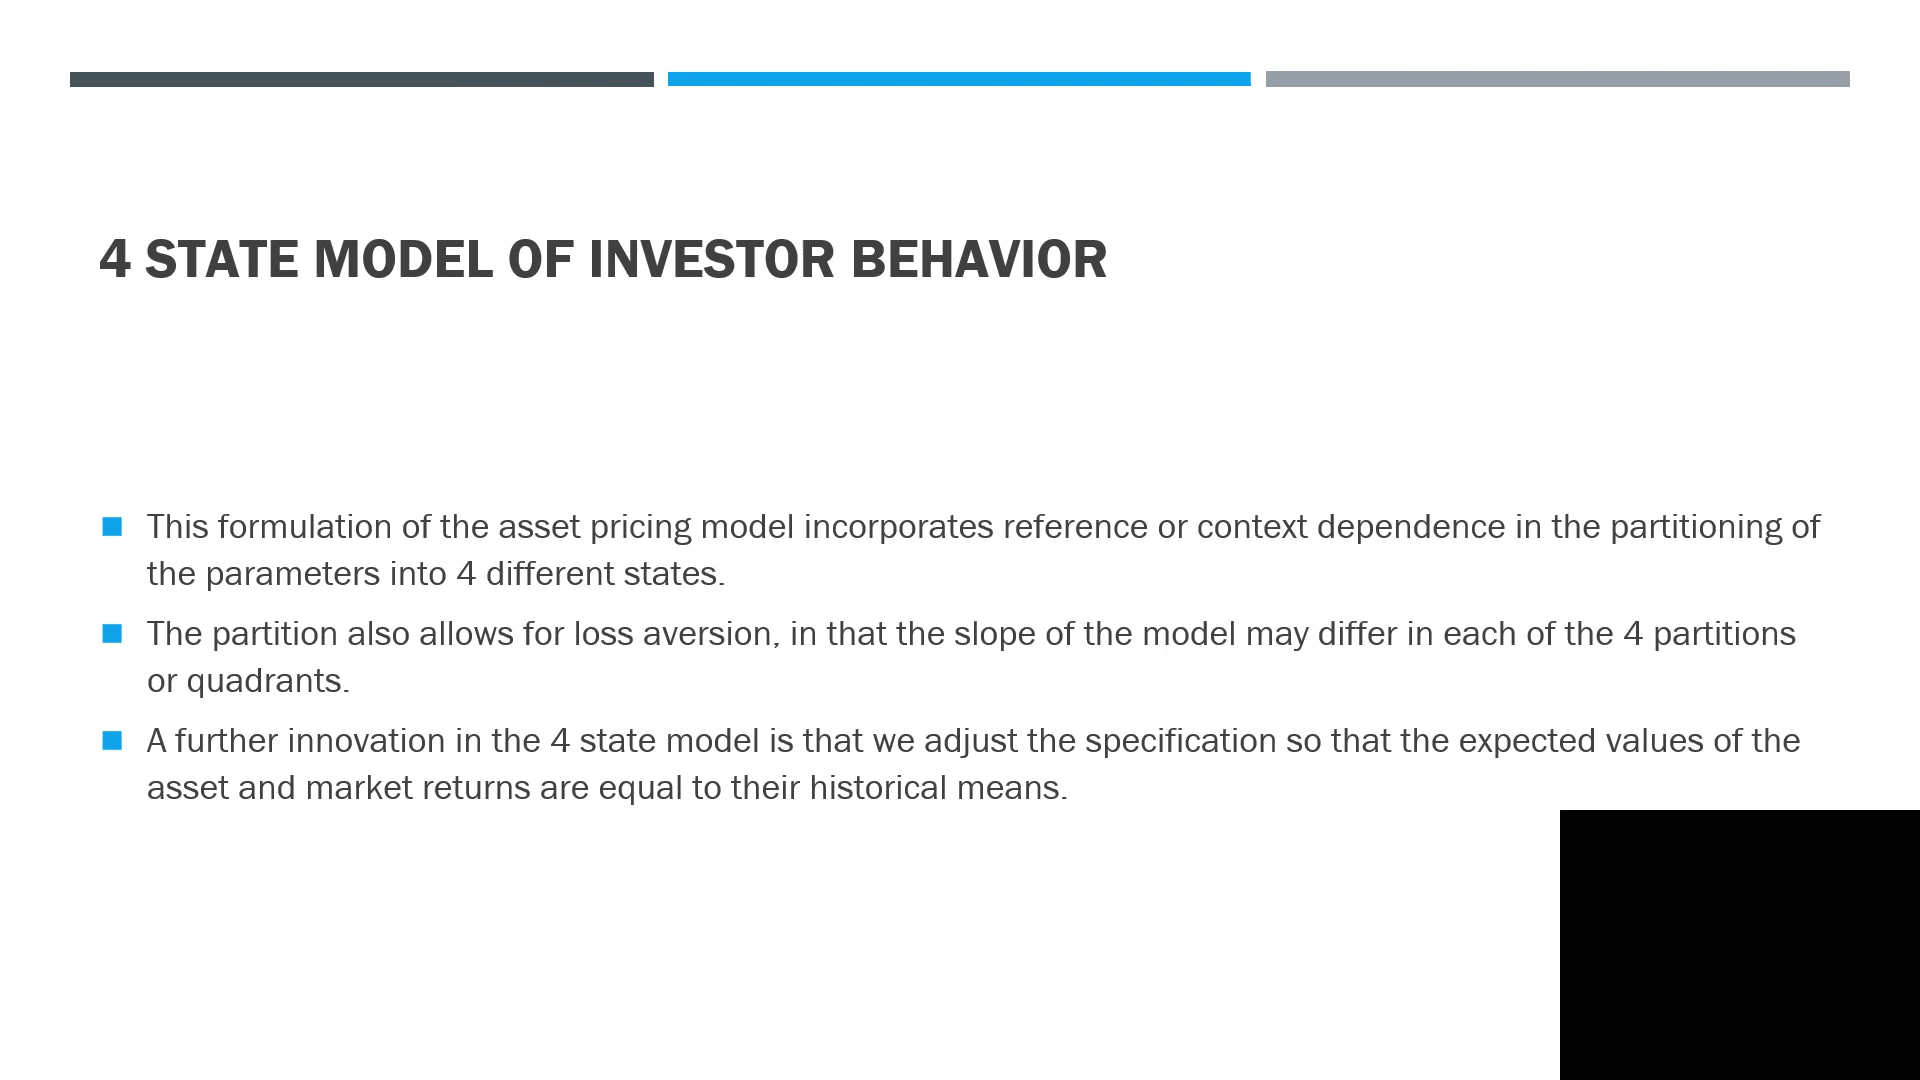 4 STATE MODEL OF INVESTOR BEHAVIOR
This formulation of the asset pricing model incorporates reference or context dependence in the partitioning of
the parameters into 4 different states.
The partition also allows for loss aversion, in that the slope of the model may differ in each of the 4 partitions
or quadrants.
A further innovation in the 4 state model is that we adjust the specification so that the expected values of the
asset and market returns are equal to their historical means.